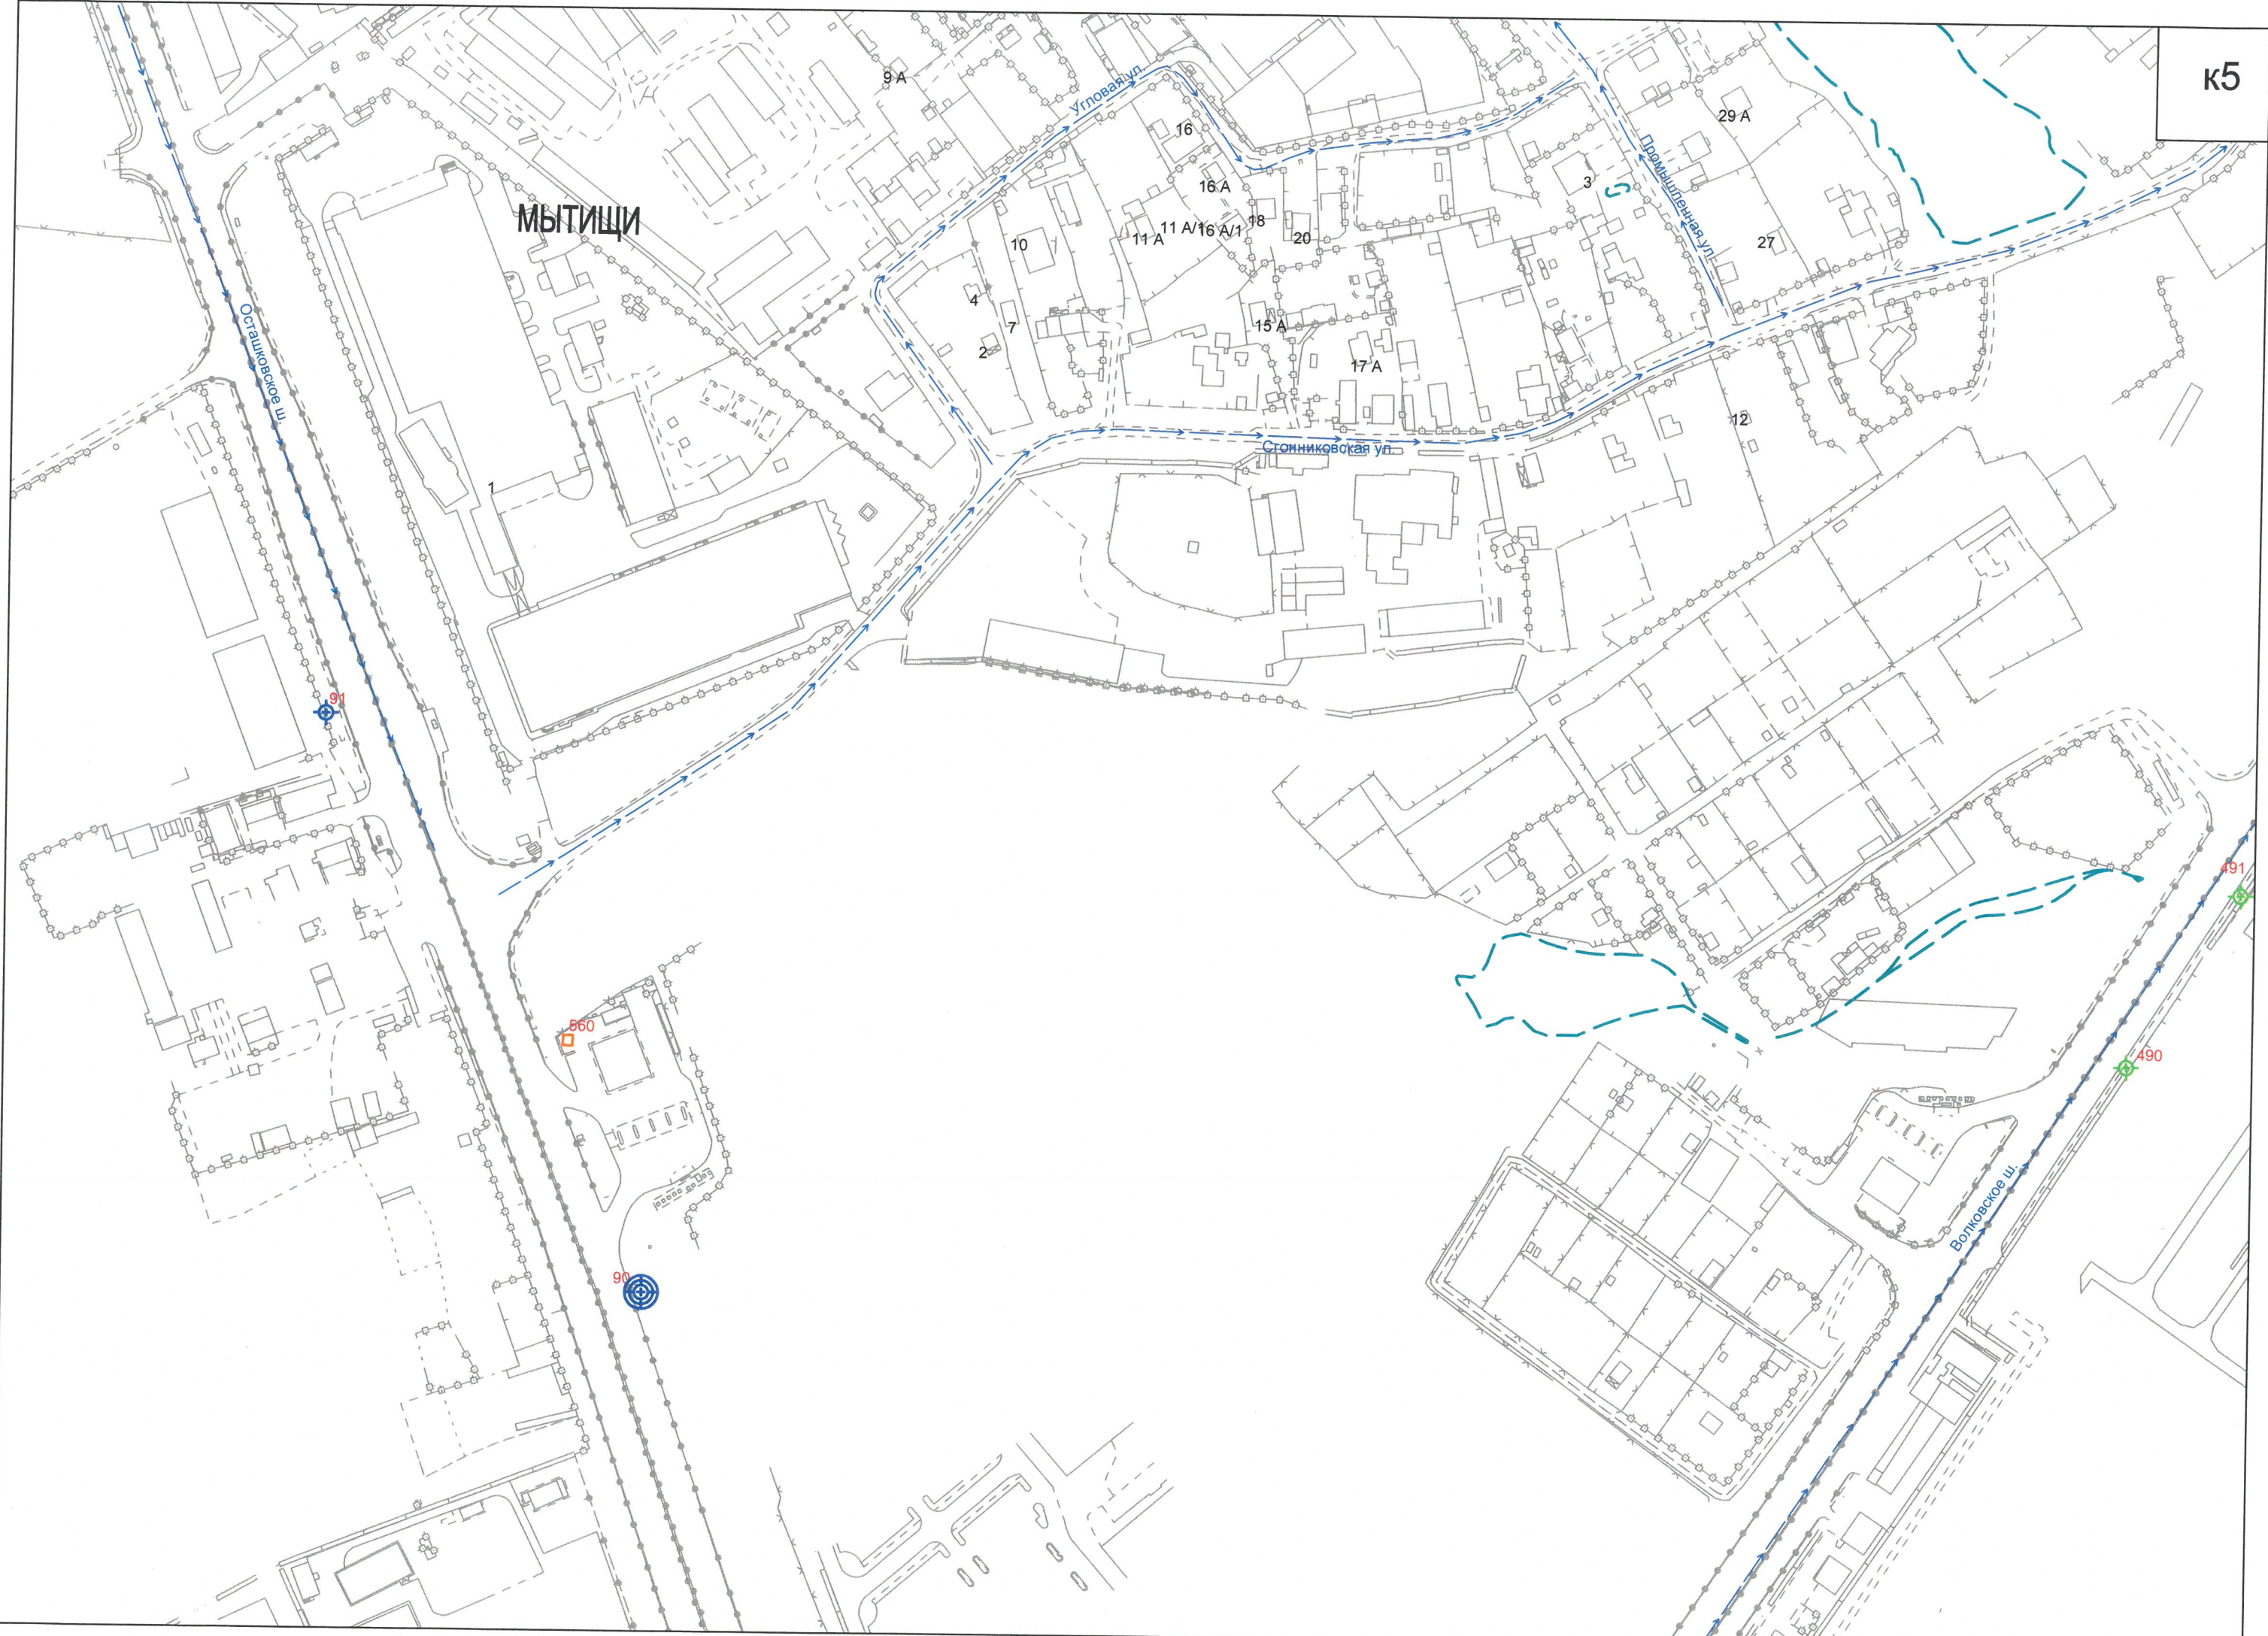 к5
9 А
Угловая ул.
16
29 А
Промышленная ул.
16 А
3
МЫТИЩИ
18
11 А/1
16 А/1
11 А
20
10
27
4
7
15 А
2
17 А
Осташковское ш.
12
Стонниковская ул.
1
91
491
560
490
Волковское ш.
90